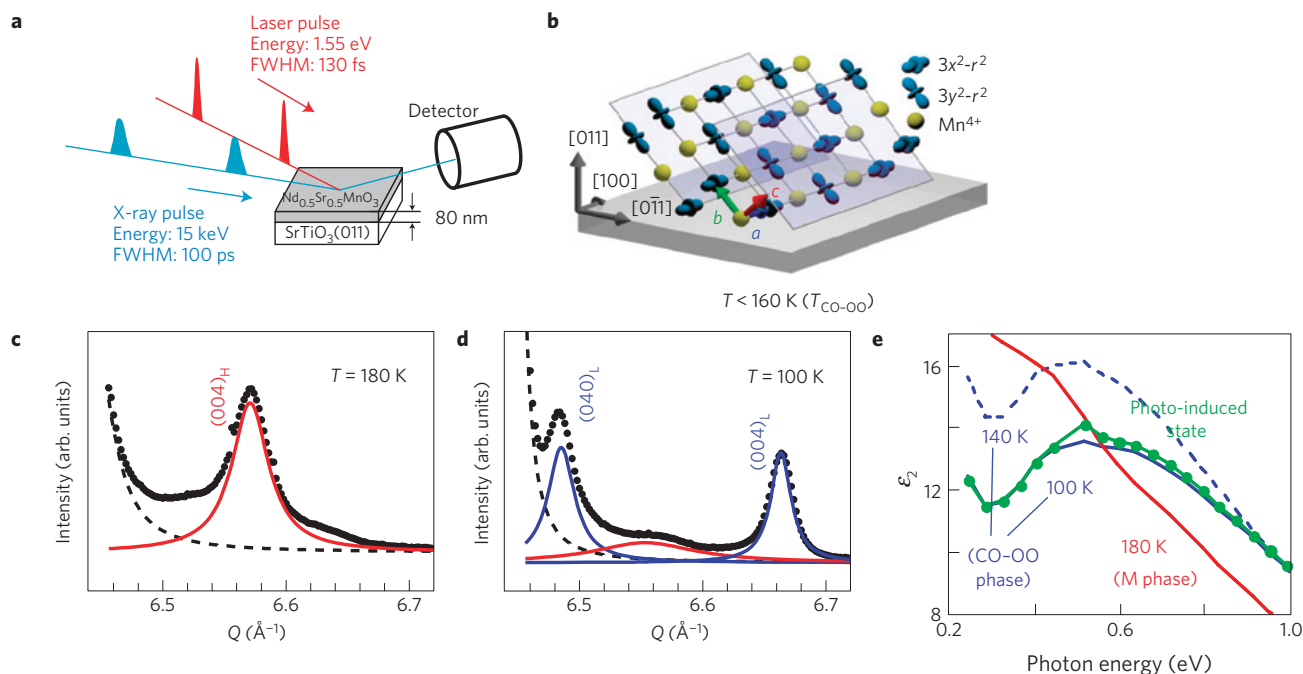 a
Laser pulse
Energy: 1.55 eV
FWHM: 130 fs
Detector
Nd0.5Sr0.5MnO3
SrTiO3(011)
80 nm
X-ray pulse
Energy: 15 keV
FWHM: 100 ps
b
3x²-r²
3y²-r²
Mn⁴⁺
[011]
[100]
[01̄1̄]
b
c
a
T < 160 K (T_CO-OO)
c
Intensity (arb. units)
(004)_H
T = 180 K
6.5
6.6
6.7
Q (Å⁻¹)
d
Intensity (arb. units)
(040)_L
(004)_L
T = 100 K
6.5
6.6
6.7
Q (Å⁻¹)
e
16
12
8
ε₂
Photo-induced
state
140 K
100 K
(CO–OO
phase)
180 K
(M phase)
0.2
0.6
1.0
Photon energy (eV)